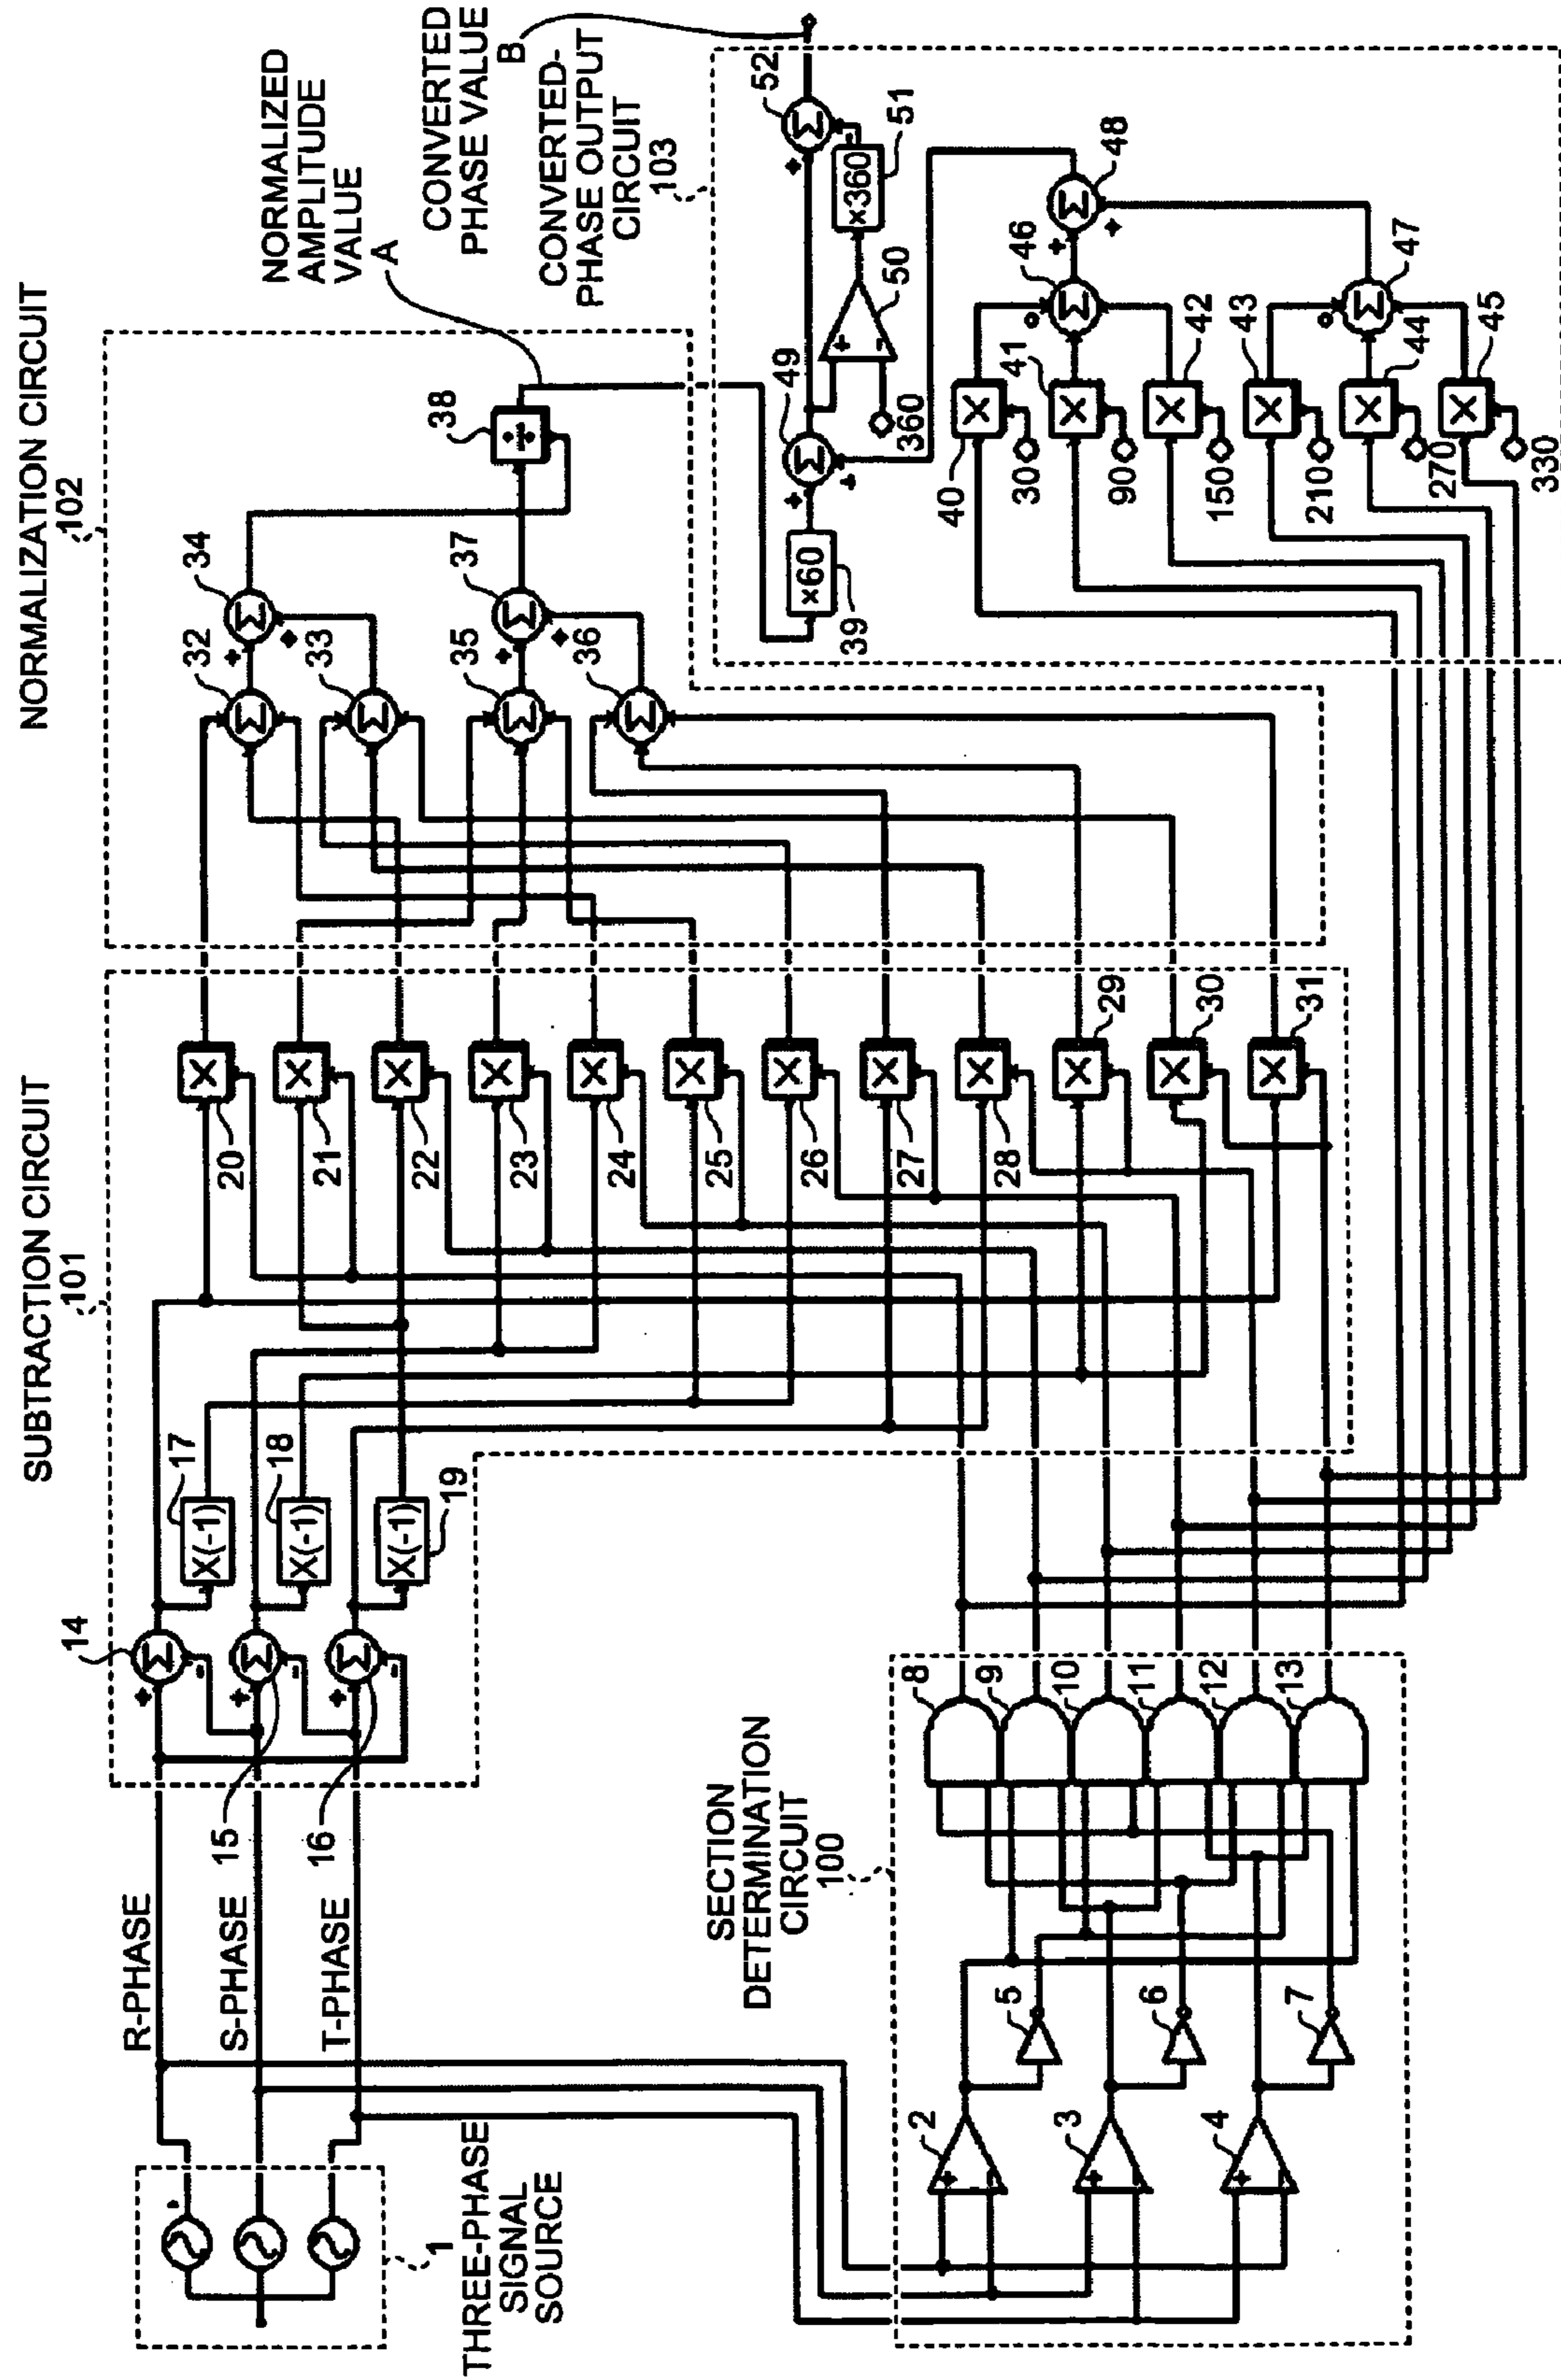 NORMALIZATION CIRCUIT
102
SUBTRACTION CIRCUIT
101
NORMALIZED
AMPLITUDE
VALUE
A
CONVERTED
PHASE VALUE
B
CONVERTED-
PHASE OUTPUT
CIRCUIT
103
R-PHASE
S-PHASE
T-PHASE
THREE-PHASE
SIGNAL
SOURCE
1
SECTION
DETERMINATION
CIRCUIT
100
2
3
4
5
6
7
8
9
10
11
12
13
14
15
16
X(-1)
17
X(-1)
18
X(-1)
19
20
21
22
23
24
25
26
27
28
29
30
31
32
33
34
35
36
37
÷
38
×60
39
40
41
42
43
44
45
30
90
150
210
270
330
46
47
48
49
50
360
×360
51
52
Σ Σ Σ
X X X X X X X X X X X X
Σ Σ Σ Σ Σ Σ
X X X X X X
Σ Σ Σ Σ Σ